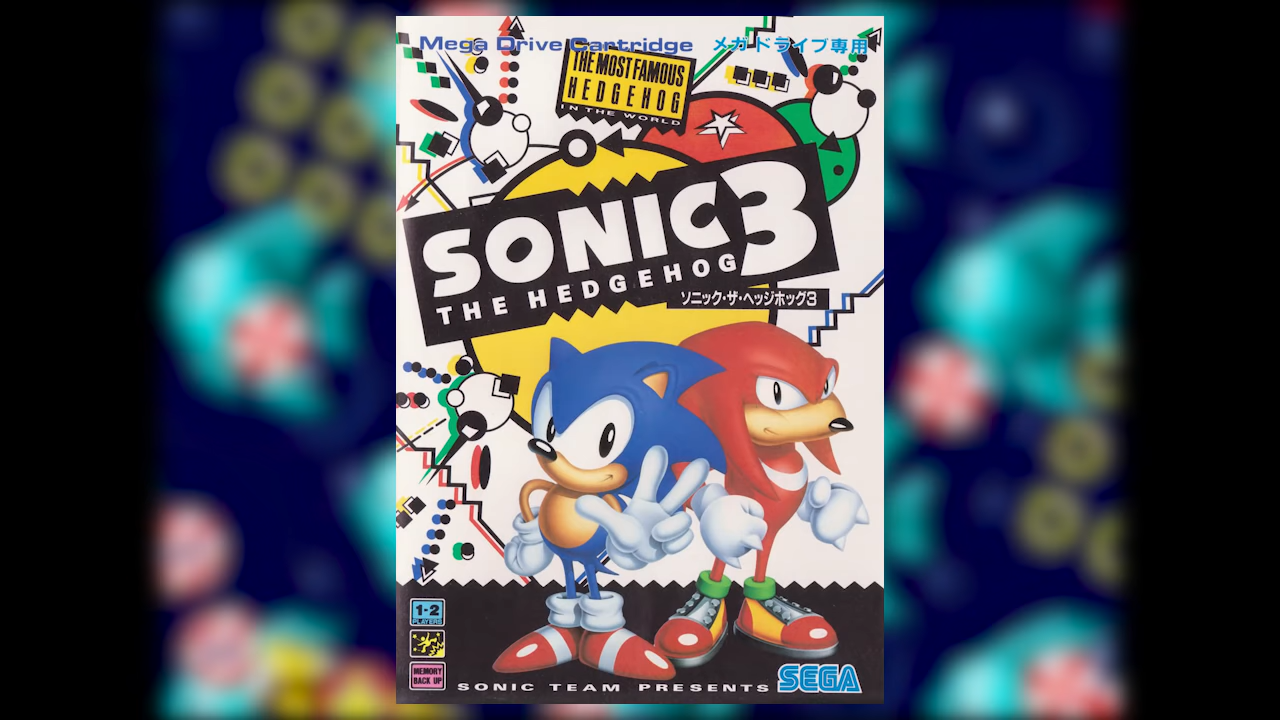 Mega Drive Cartridge メガドライブ専用
THE MOST FAMOUS
HEDGEHOG
IN THE WORLD
SONIC 3
THE HEDGEHOG
ソニック・ザ・ヘッジホッグ3
1-2
PLAYERS
MEMORY
BACK UP
SONIC TEAM PRESENTS SEGA